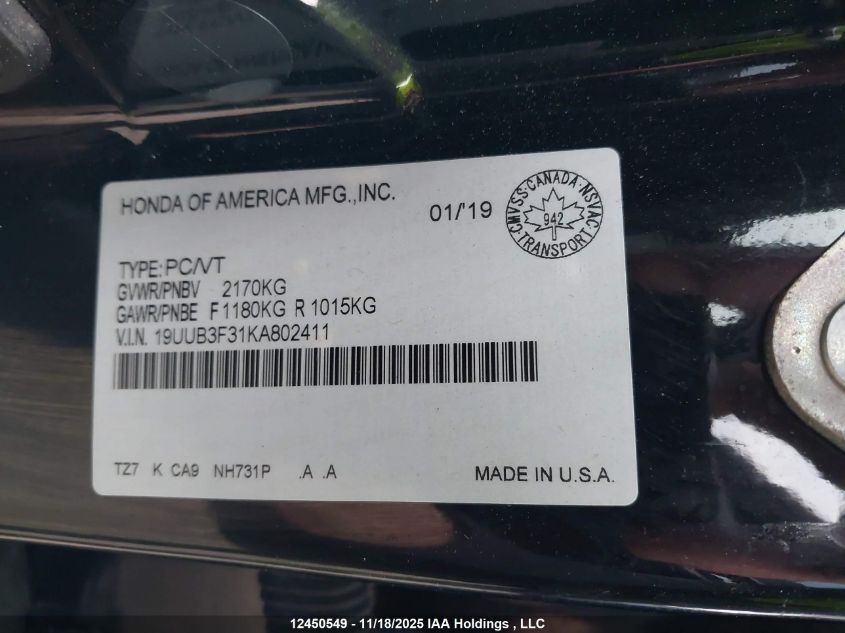 HONDA OF AMERICA MFG.,INC.
01/'19
CMVSS·CANADA·NSVAC·TRANSPORT·
942
TYPE: PC/VT
GVWR/PNBV 2170KG
GAWR/PNBE F 1180KG R 1015KG
V.I.N. 19UUB3F31KA802411
TZ7 K CA9 NH731P .A .A
MADE IN U.S.A.
12450549 - 11/18/2025 IAA Holdings , LLC